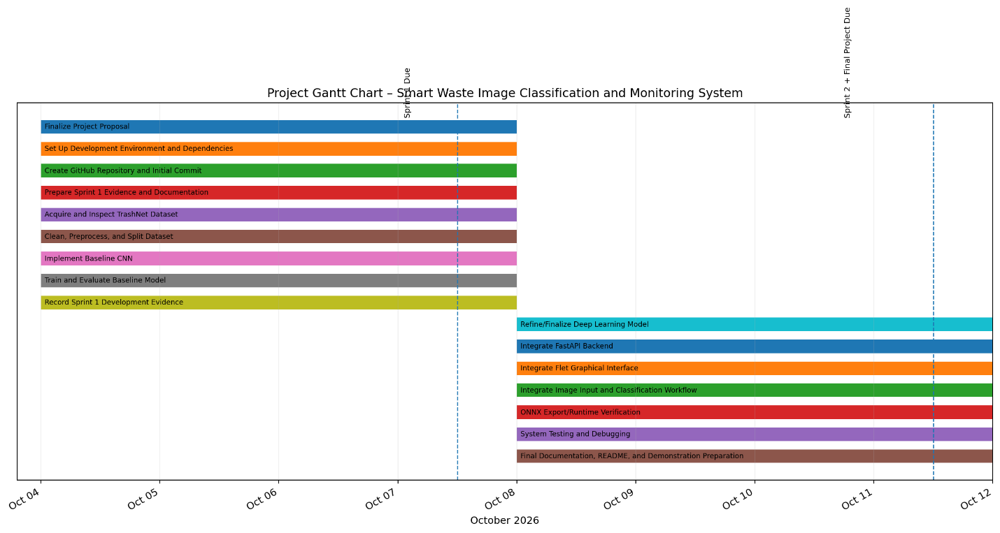 Sprint 2 + Final Project Due
Sprint 1 Due
Project Gantt Chart – Smart Waste Image Classification and Monitoring System
Finalize Project Proposal
Set Up Development Environment and Dependencies
Create GitHub Repository and Initial Commit
Prepare Sprint 1 Evidence and Documentation
Acquire and Inspect TrashNet Dataset
Clean, Preprocess, and Split Dataset
Implement Baseline CNN
Train and Evaluate Baseline Model
Record Sprint 1 Development Evidence
Refine/Finalize Deep Learning Model
Integrate FastAPI Backend
Integrate Flet Graphical Interface
Integrate Image Input and Classification Workflow
ONNX Export/Runtime Verification
System Testing and Debugging
Final Documentation, README, and Demonstration Preparation
Oct 04
Oct 05
Oct 06
Oct 07
Oct 08
Oct 09
Oct 10
Oct 11
Oct 12
October 2026